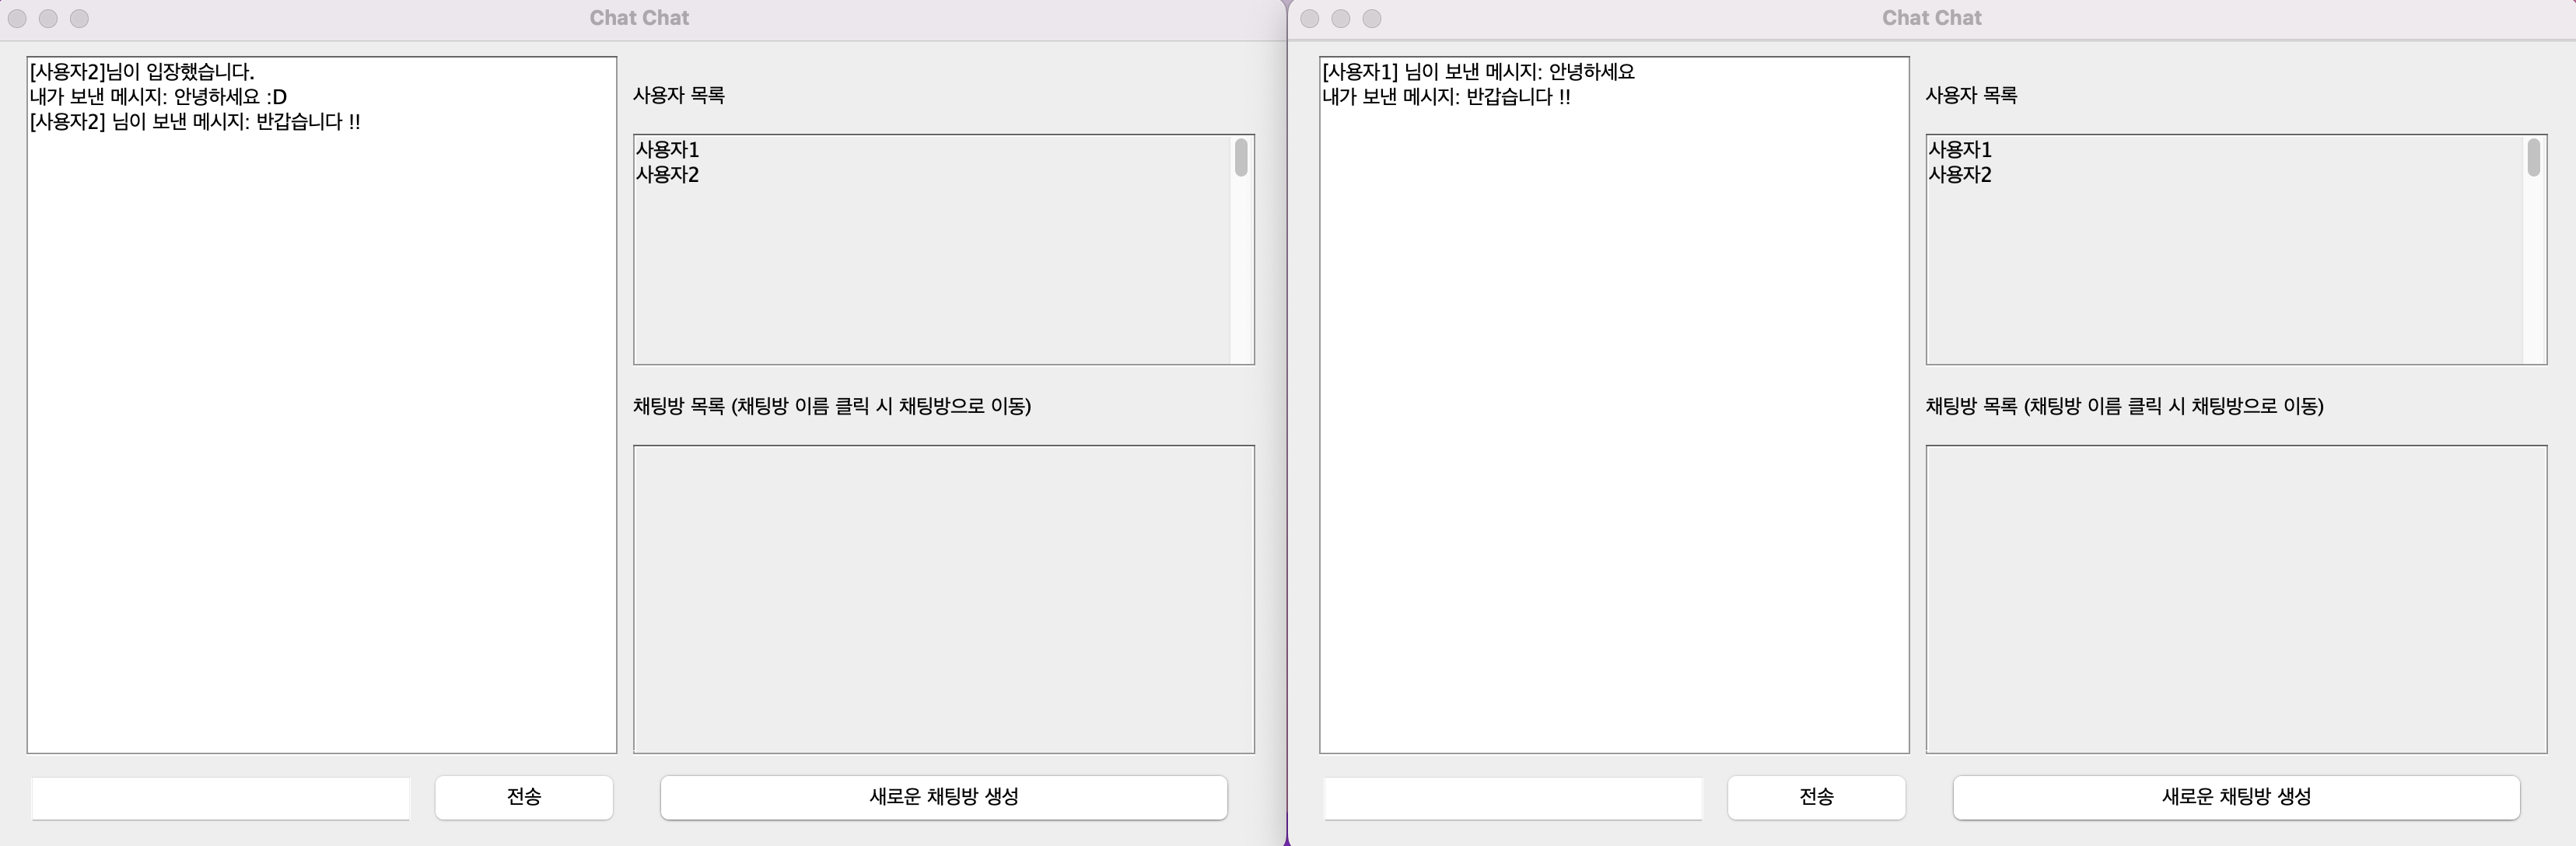 Chat Chat
[사용자2]님이 입장했습니다.
내가 보낸 메시지: 안녕하세요 :D
[사용자2] 님이 보낸 메시지: 반갑습니다 !!
사용자 목록
사용자1
사용자2
채팅방 목록 (채팅방 이름 클릭 시 채팅방으로 이동)
전송
새로운 채팅방 생성
Chat Chat
[사용자1] 님이 보낸 메시지: 안녕하세요
내가 보낸 메시지: 반갑습니다 !!
사용자 목록
사용자1
사용자2
채팅방 목록 (채팅방 이름 클릭 시 채팅방으로 이동)
전송
새로운 채팅방 생성